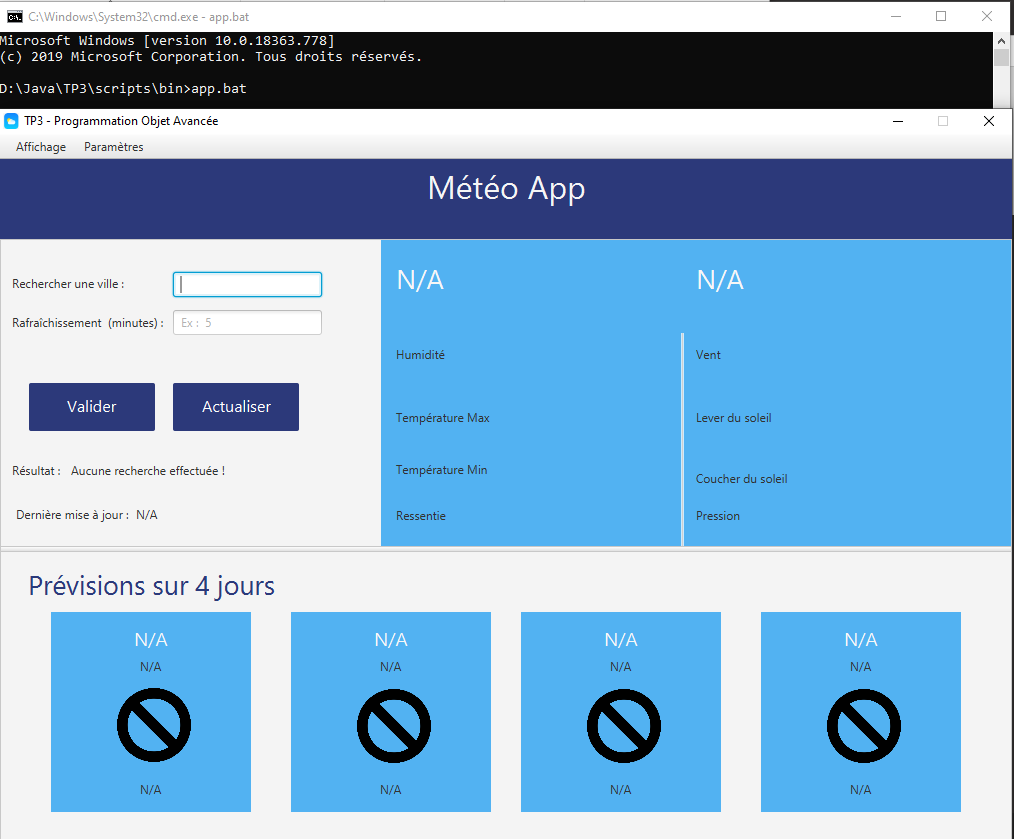 C:\Windows\System32\cmd.exe - app.bat
Microsoft Windows [version 10.0.18363.778]
(c) 2019 Microsoft Corporation. Tous droits réservés.
D:\Java\TP3\scripts\bin>app.bat
TP3 - Programmation Objet Avancée
Affichage Paramètres
Météo App
Rechercher une ville :
Rafraîchissement (minutes) : Ex : 5
Valider Actualiser
Résultat : Aucune recherche effectuée !
Dernière mise à jour : N/A
N/A
Humidité
Température Max
Température Min
Ressentie
N/A
Vent
Lever du soleil
Coucher du soleil
Pression
Prévisions sur 4 jours
N/A
N/A
N/A
N/A
N/A
N/A
N/A
N/A
N/A
N/A
N/A
N/A